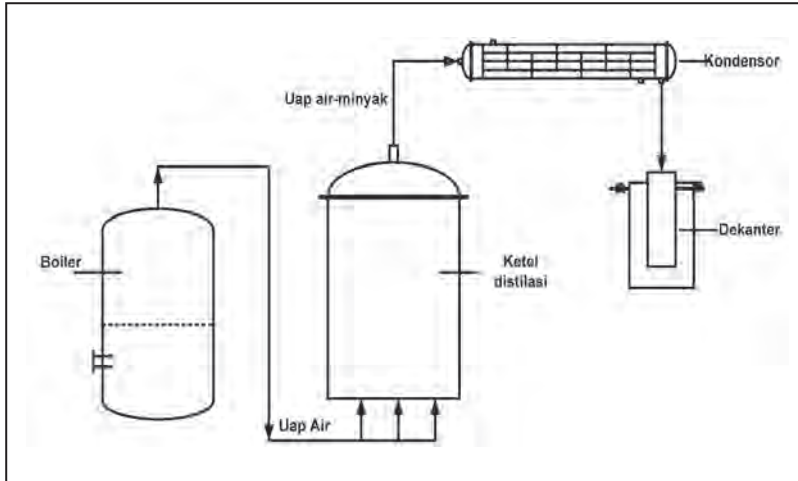 Kondensor
Uap air-minyak
Dekanter
Boiler
Ketel
distilasi
Uap Air